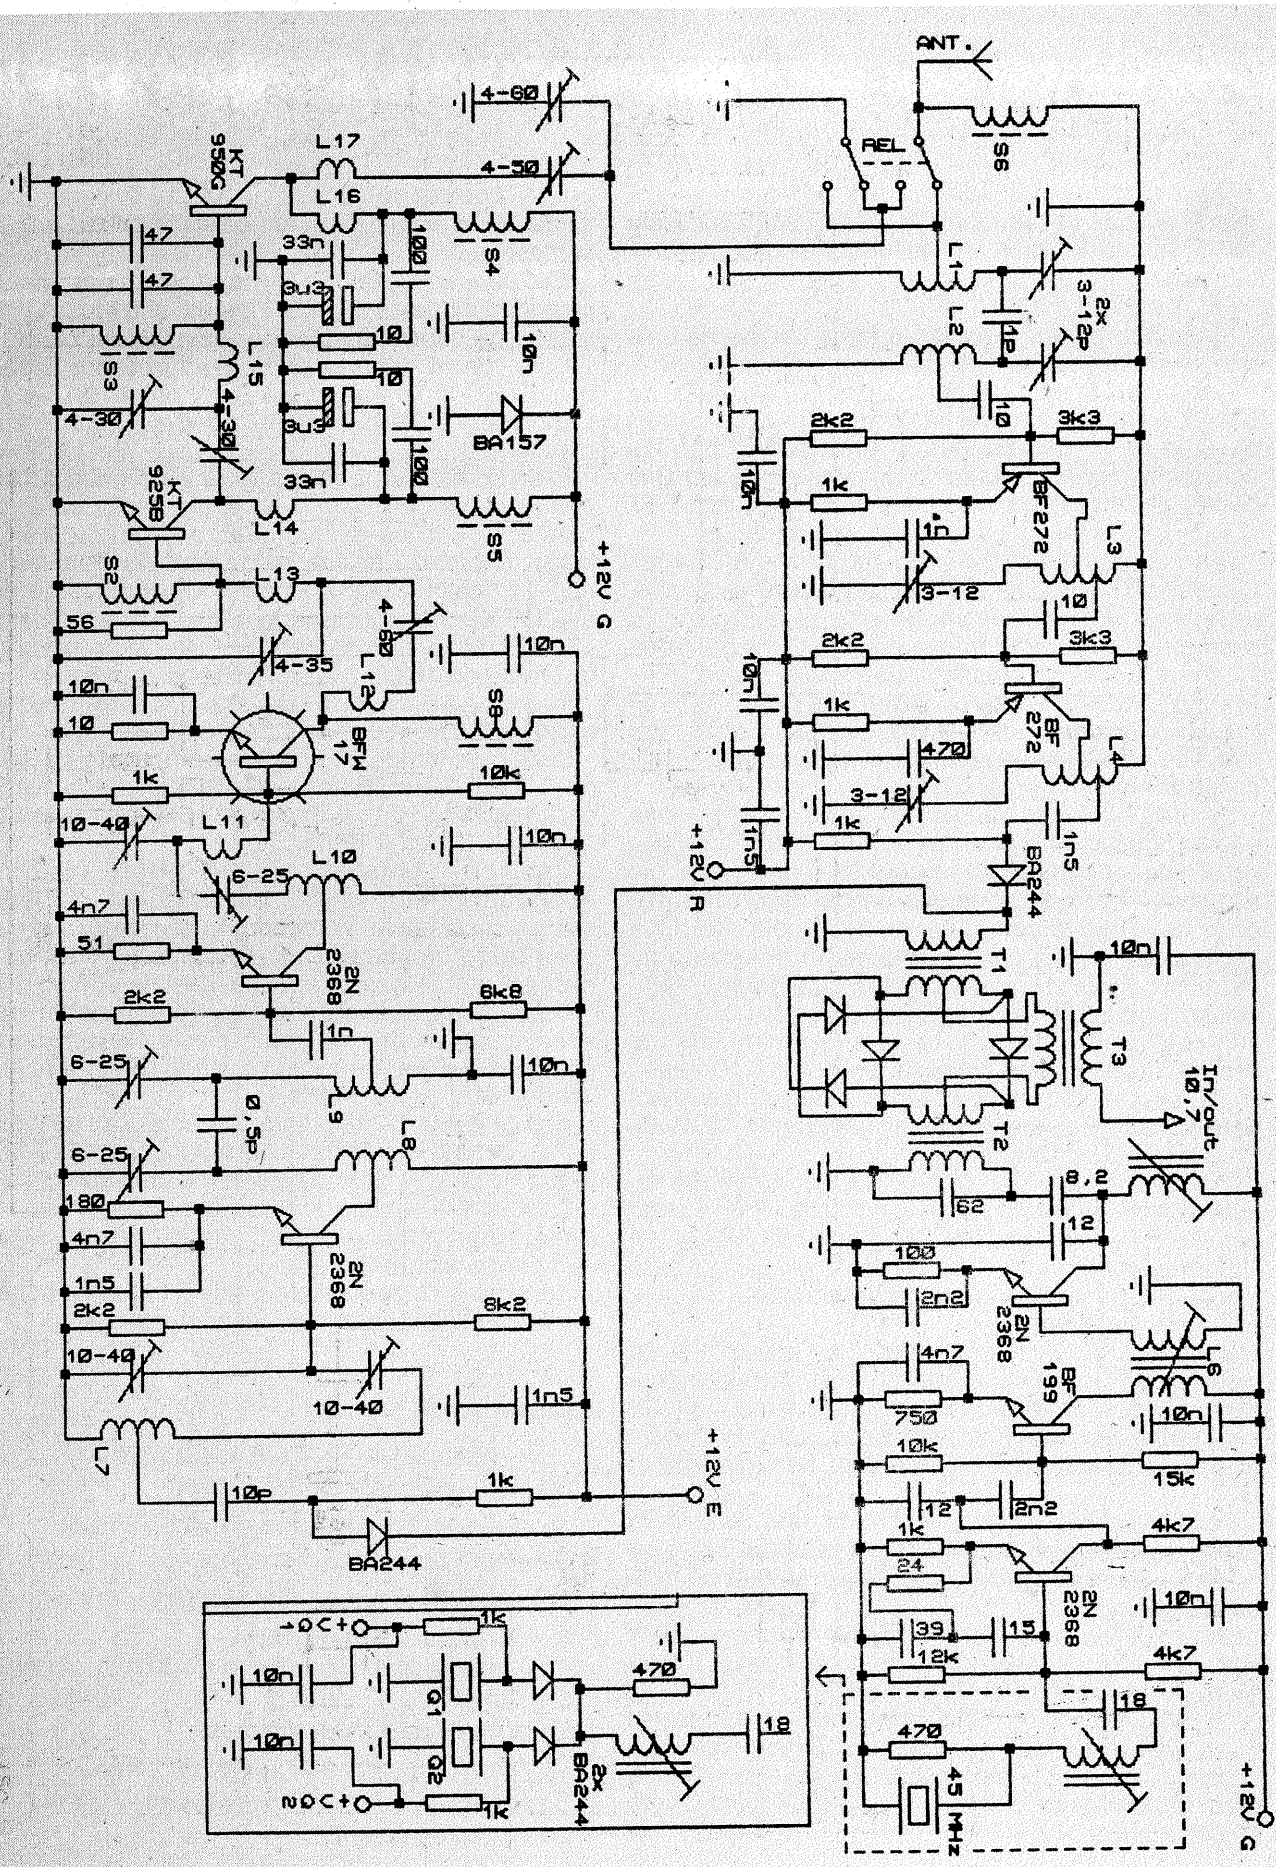 ANT.
S6
REL
4-60
4-50
KT
950G
L17
L16
47
47
33n
100
S4
3u3
10
10n
S3
L15
10
4-30
4-30
3u3
BA157
33n
100
KT
925B
L14
S5
+12V G
L1
2x
3-12p
L2
1p
10
2k2
3k3
10n
1k
BF272
1n
3-12
L3
10
2k2
3k3
10n
1k
BF
272
470
3-12
L4
1k
1n5
1n5
BA244
+12V R
S2
L13
56
4-60
4-35
10n
10n
10
L12
S8
BFW
17
1k
10k
10-40
L11
10n
6-25
L10
4n7
51
2N
2368
2k2
6k8
1n
6-25
L9
10n
0,5p
6-25
L8
180
4n7
1n5
2N
2368
2k2
8k2
10-40
10-40
1n5
L7
10p
1k
+12V E
BA244
T1
10n
T3
In/out
10,7
T2
62
8,2
12
100
2n2
2N
2368
4n7
750
BF
199
L6
10n
10k
15k
12
2n2
1k
4k7
24
2N
2368
10n
39
15
12k
4k7
18
470
45 MHz
+12V G
+> Q1
1k
10n
Q1
470
10n
Q2
18
2x
BA244
+> Q2
1k